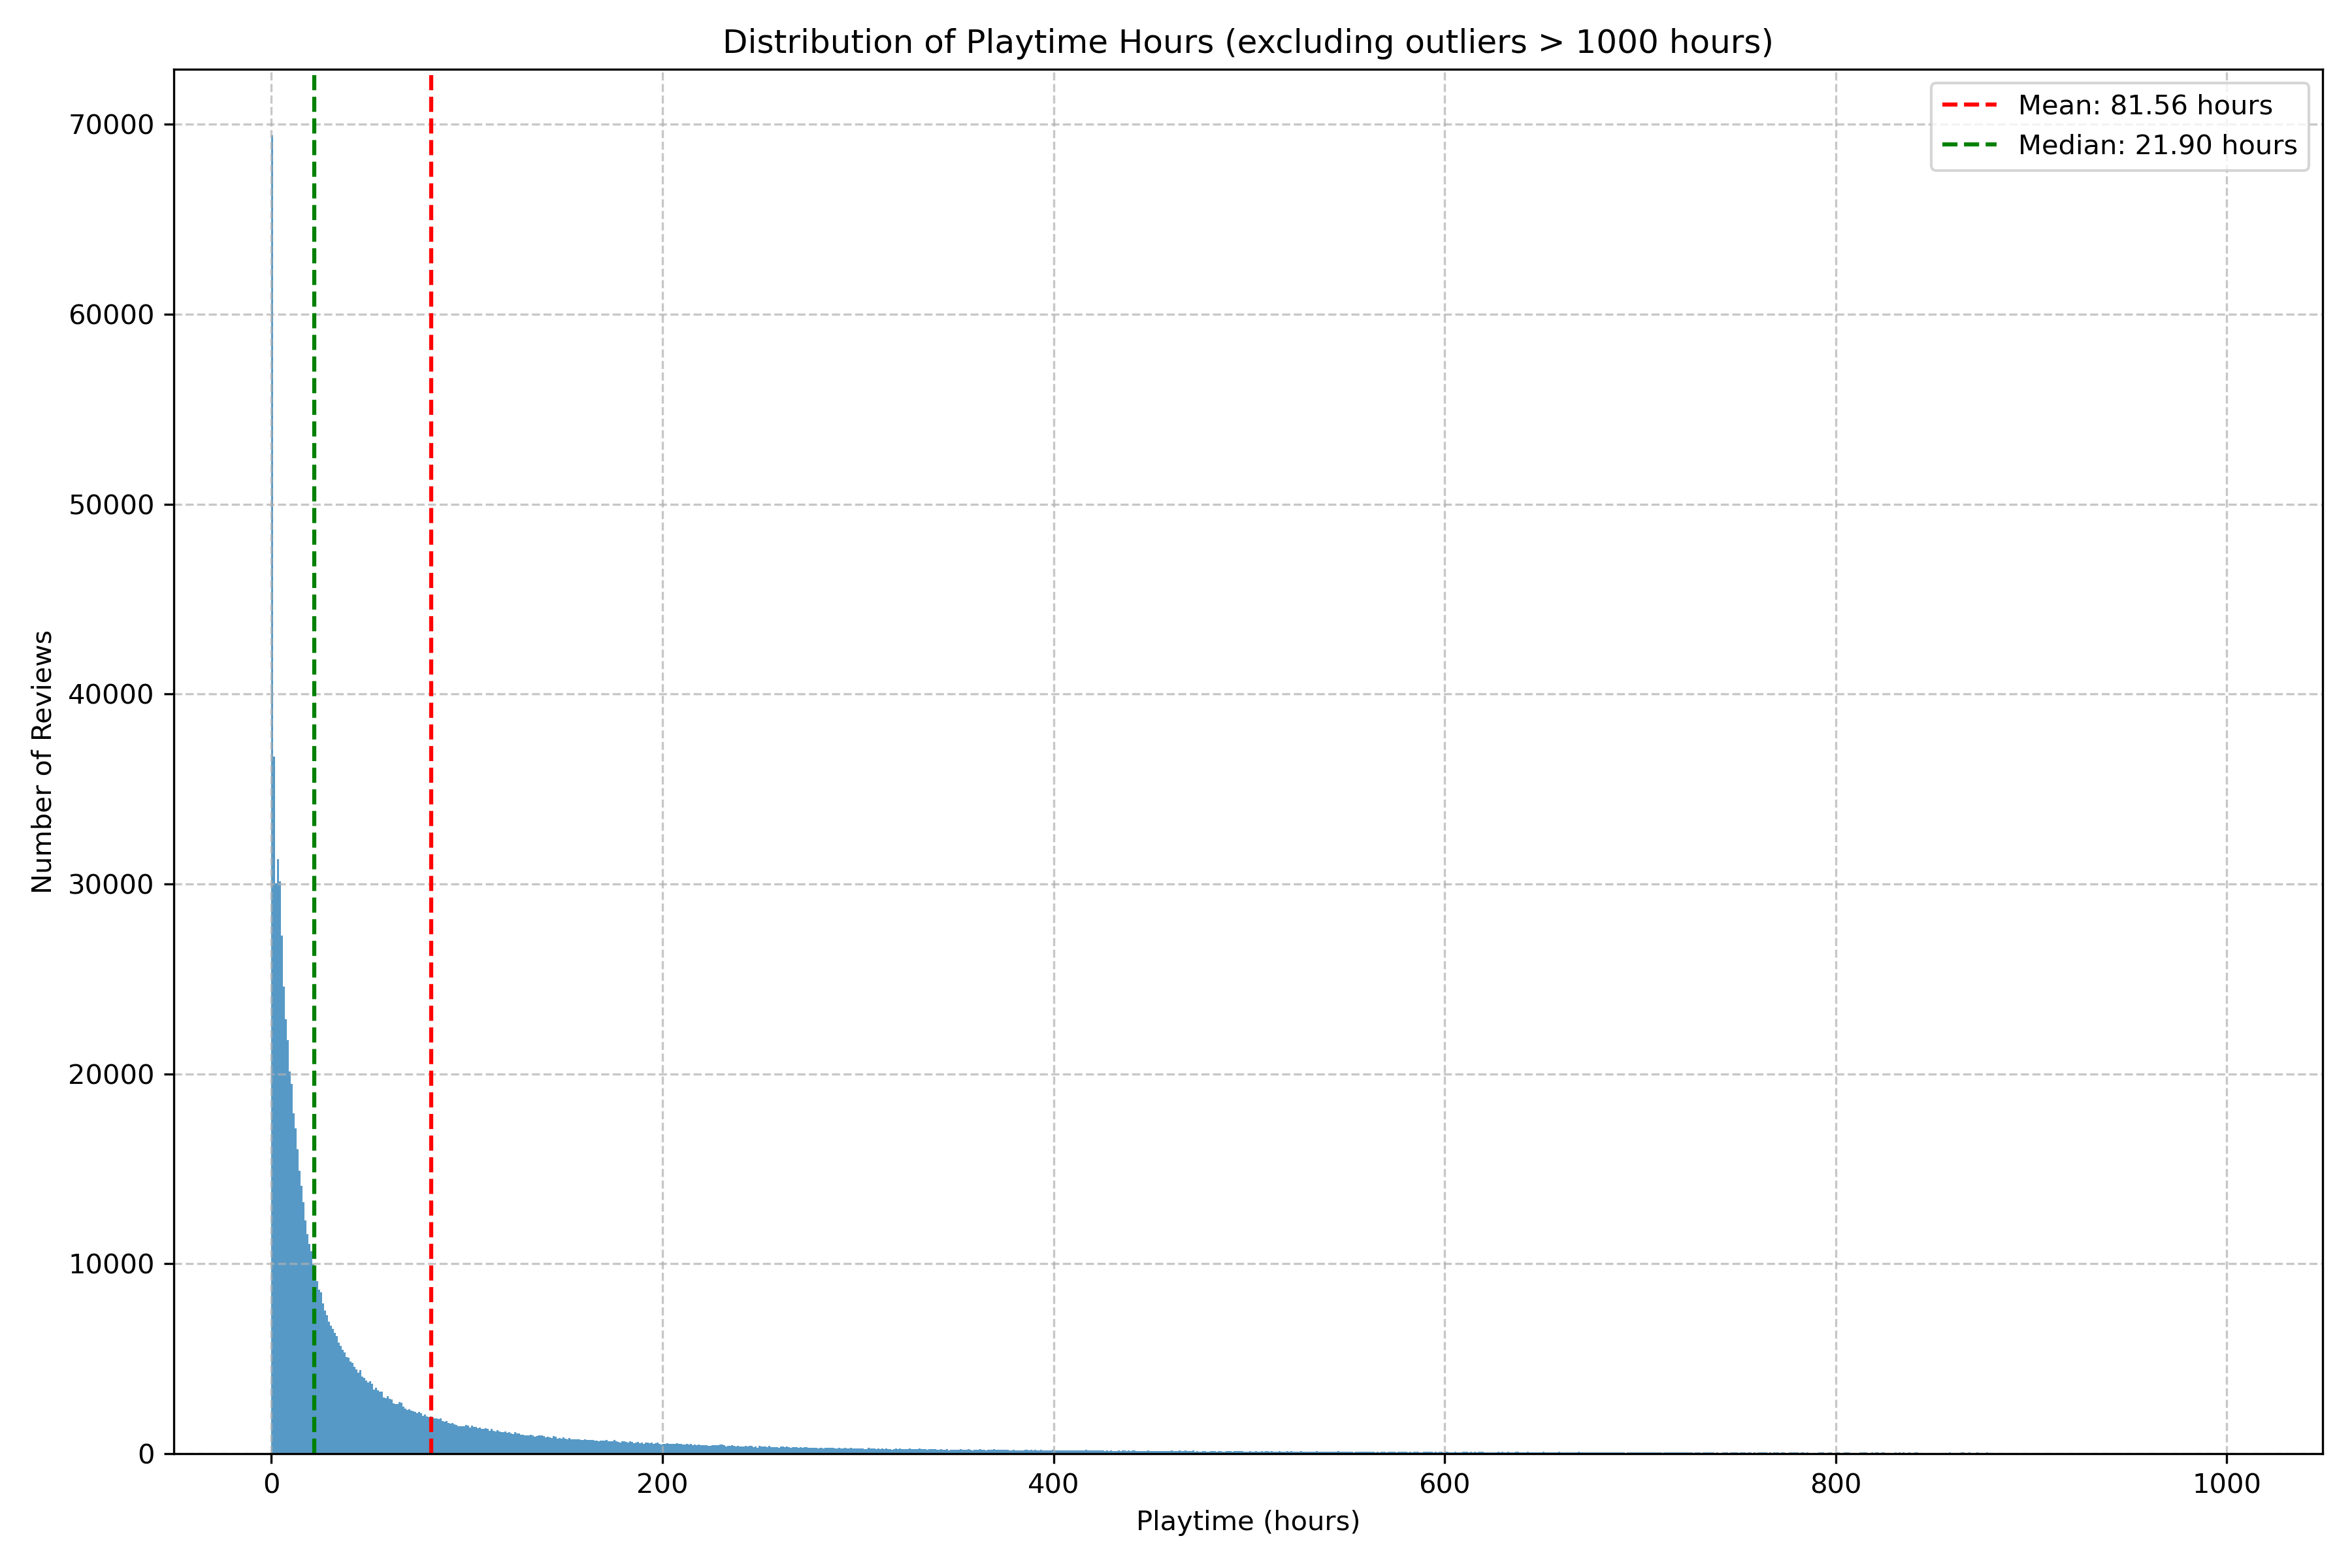 Distribution of Playtime Hours (excluding outliers > 1000 hours)
Mean: 81.56 hours
Median: 21.90 hours
70000
60000
50000
40000
30000
20000
10000
0
Number of Reviews
0 200 400 600 800 1000
Playtime (hours)